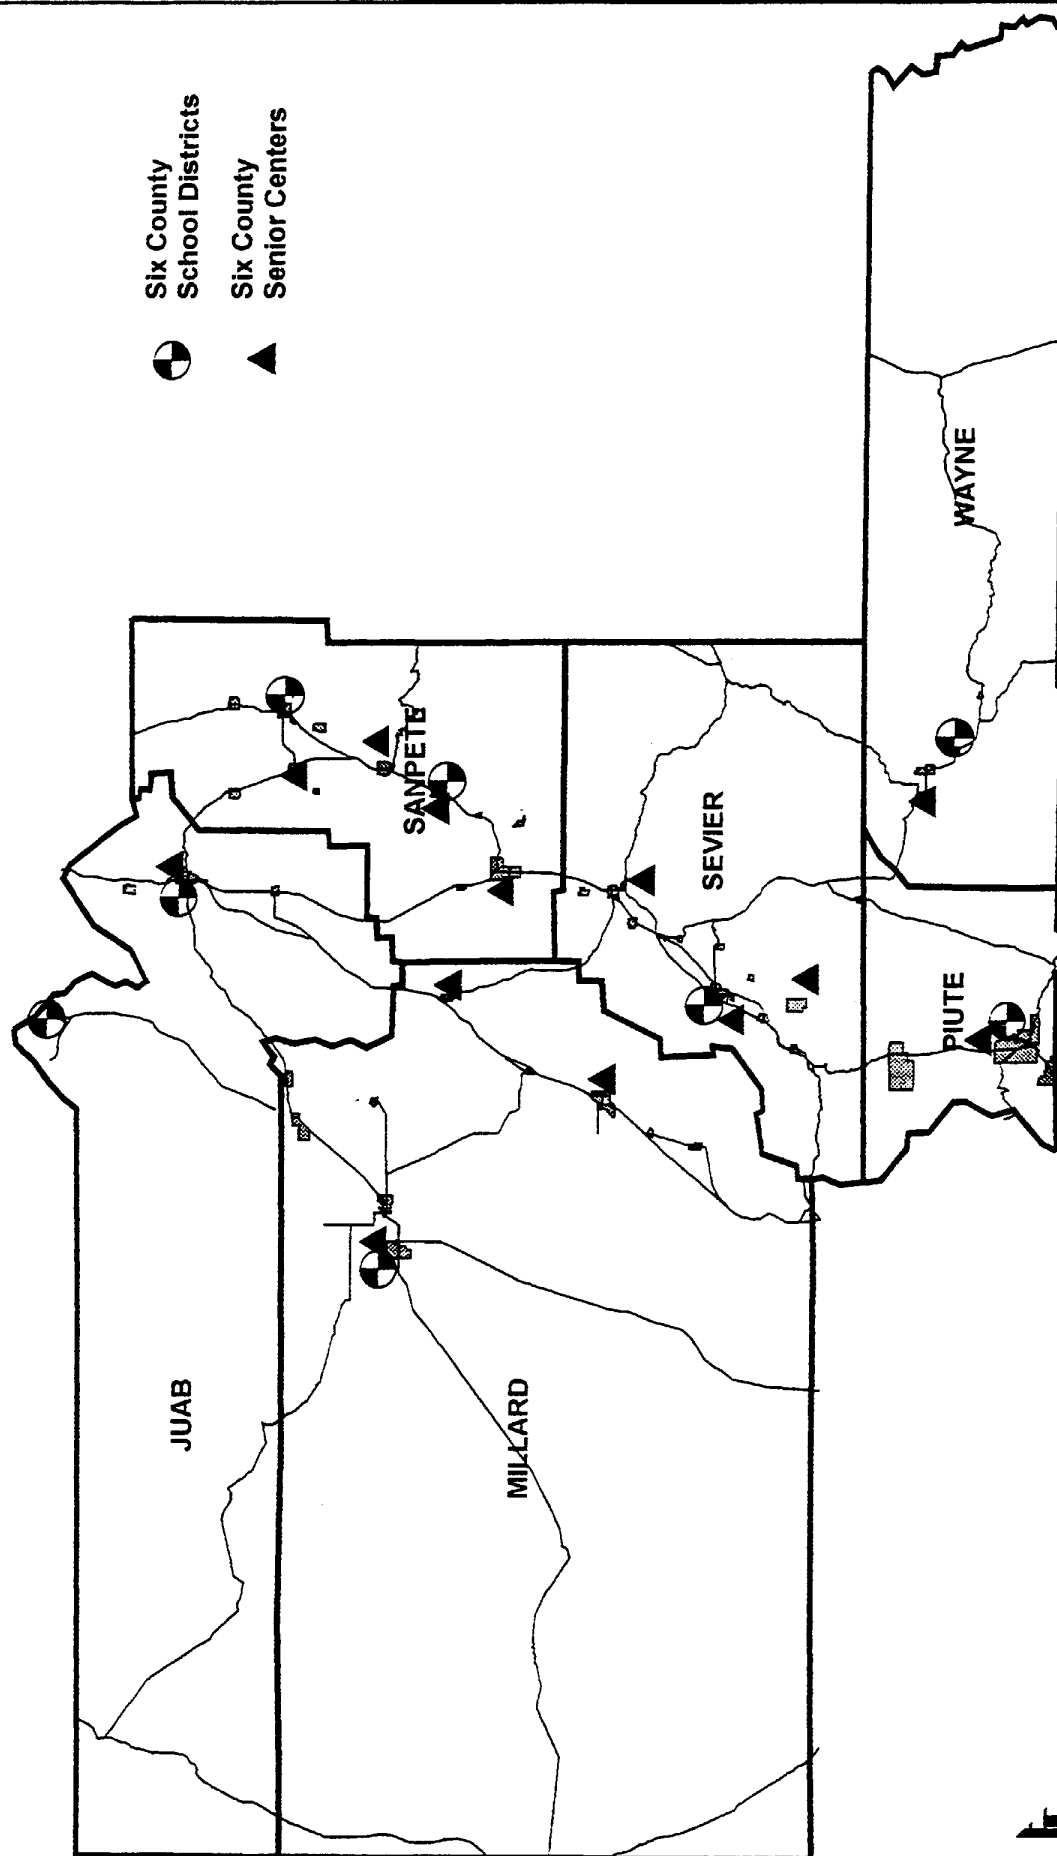 Six County
School Districts
Six County
Senior Centers
JUAB
SANPETE
MILLARD
SEVIER
PIUTE
WAYNE